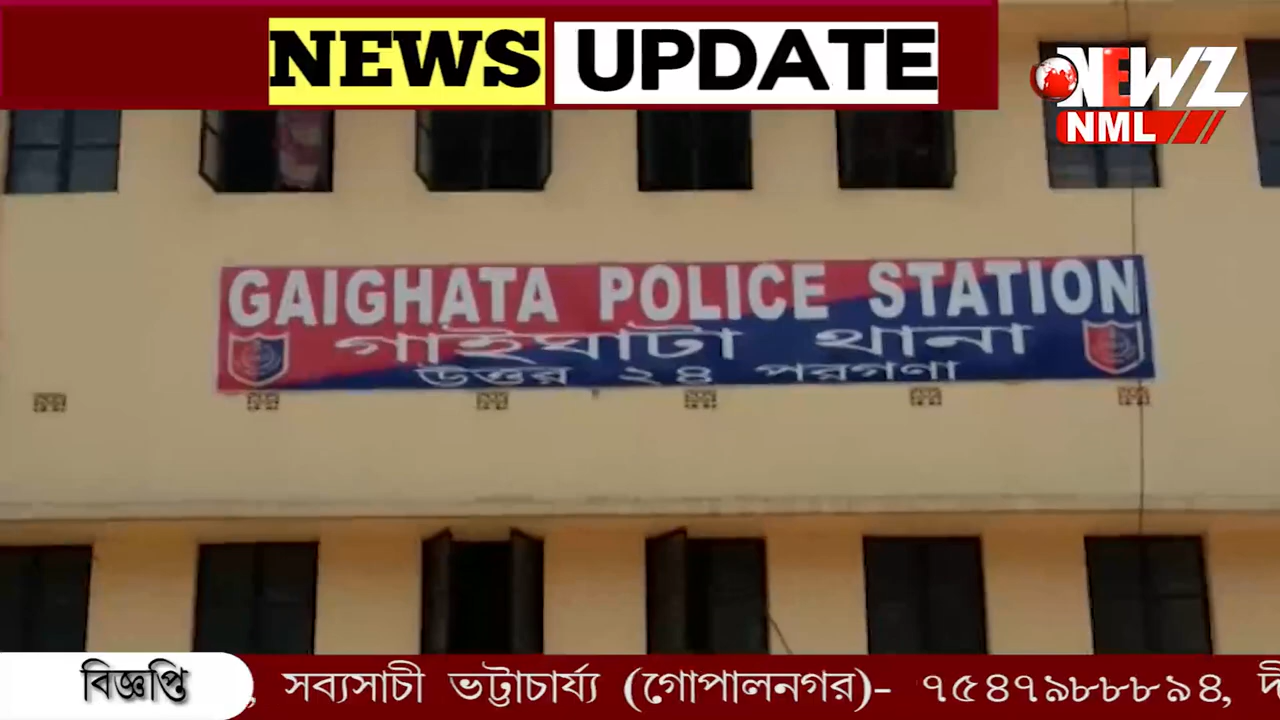 NEWS UPDATE
NEWZ
NML
GAIGHATA POLICE STATION
গাইঘাটা থানা
উত্তর ২৪ পরগণা
বিজ্ঞপ্তি
, সব্যসাচী ভট্টাচার্য্য (গোপালনগর)- ৭৫৪৭৯৮৮৮৯৪,